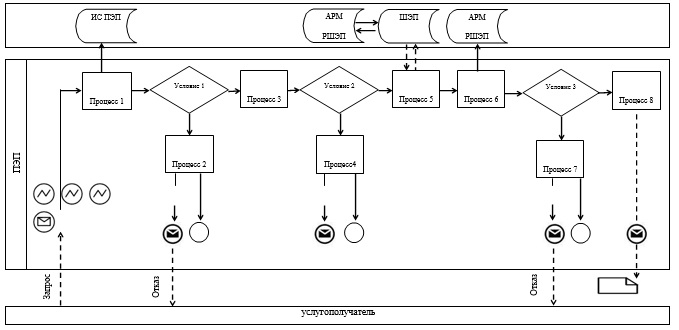 ИС ПЭП
АРМ
РШЭП
ШЭП
АРМ
РШЭП
ПЭП
Процесс 1
Условие 1
Процесс 3
Условие 2
Процесс 5
Процесс 6
Условие 3
Процесс 8
Процесс 2
Процесс4
Процесс 7
Запрос
Отказ
Отказ
услугополучатель